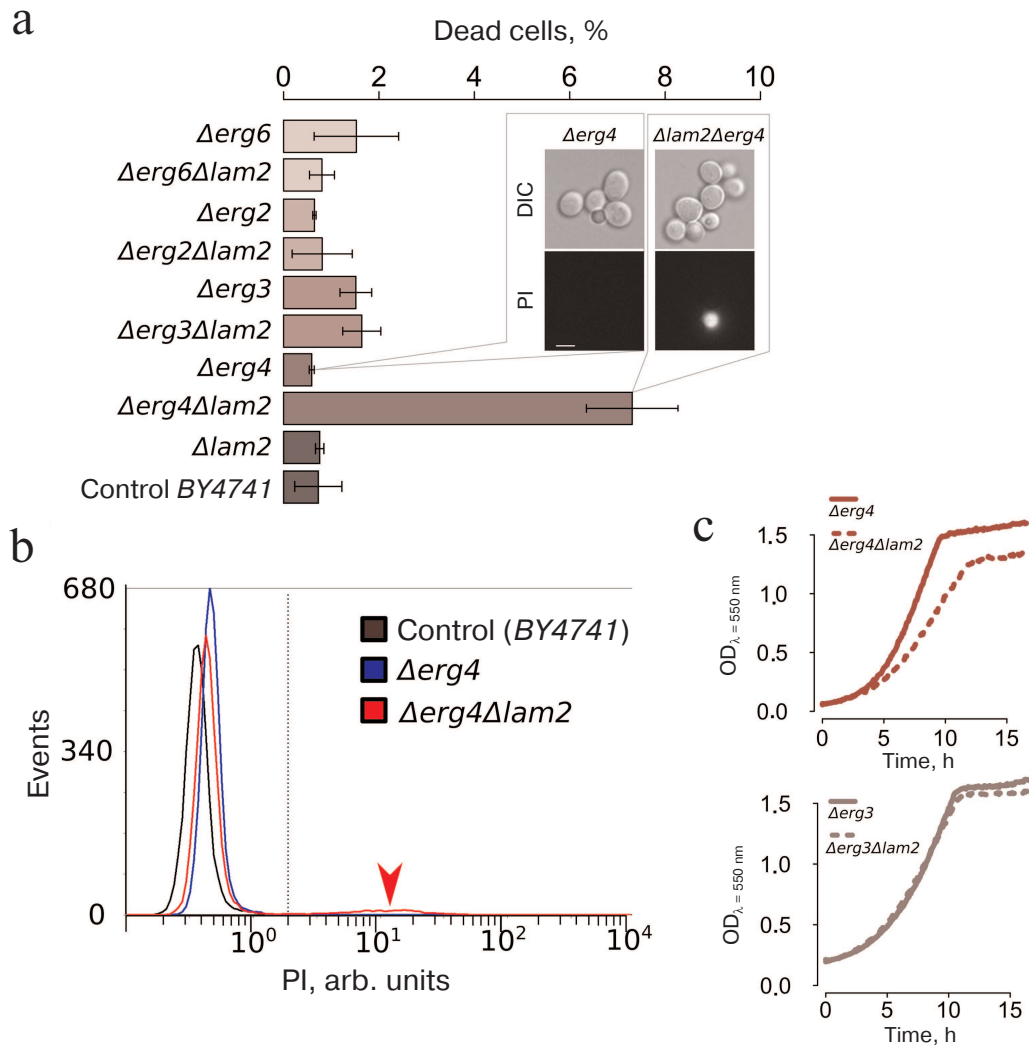 a
Dead cells, %
0 2 4 6 8 10
Δerg6
Δerg6Δlam2
Δerg2
Δerg2Δlam2
Δerg3
Δerg3Δlam2
Δerg4
Δerg4Δlam2
Δlam2
Control BY4741
Δerg4 Δlam2Δerg4
DIC
PI
b
680
340
0
Events
Control (BY4741)
Δerg4
Δerg4Δlam2
10⁰ 10¹ 10² 10⁴
PI, arb. units
c
Δerg4
Δerg4Δlam2
1.5
1.0
0.5
0.0
ODλ = 550 nm
0 5 10 15
Time, h
Δerg3
Δerg3Δlam2
1.5
1.0
0.5
0.0
ODλ = 550 nm
0 5 10 15
Time, h